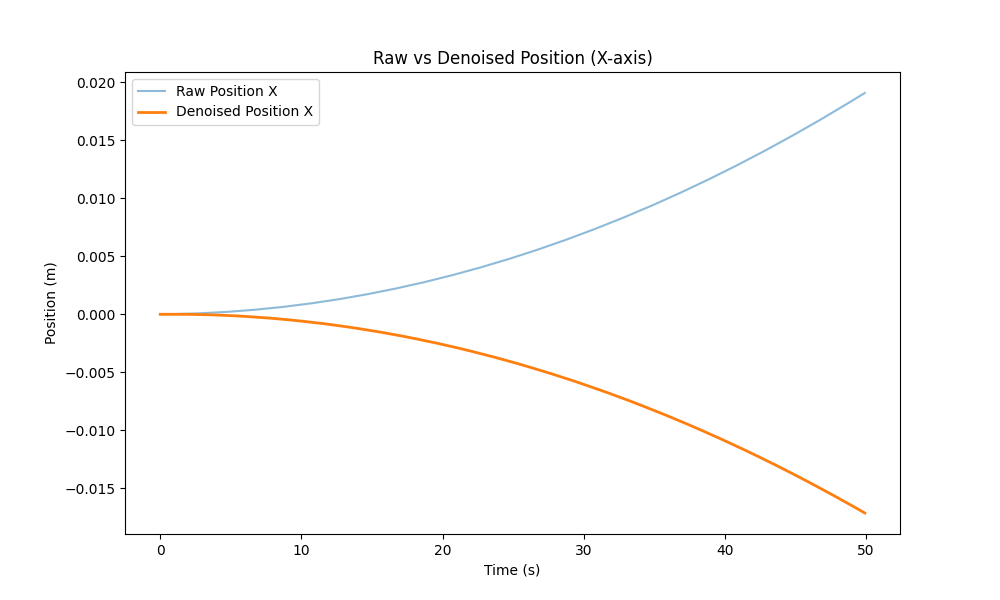 Raw vs Denoised Position (X-axis)
Raw Position X
Denoised Position X
0.020
0.015
0.010
0.005
0.000
−0.005
−0.010
−0.015
Position (m)
0 10 20 30 40 50
Time (s)